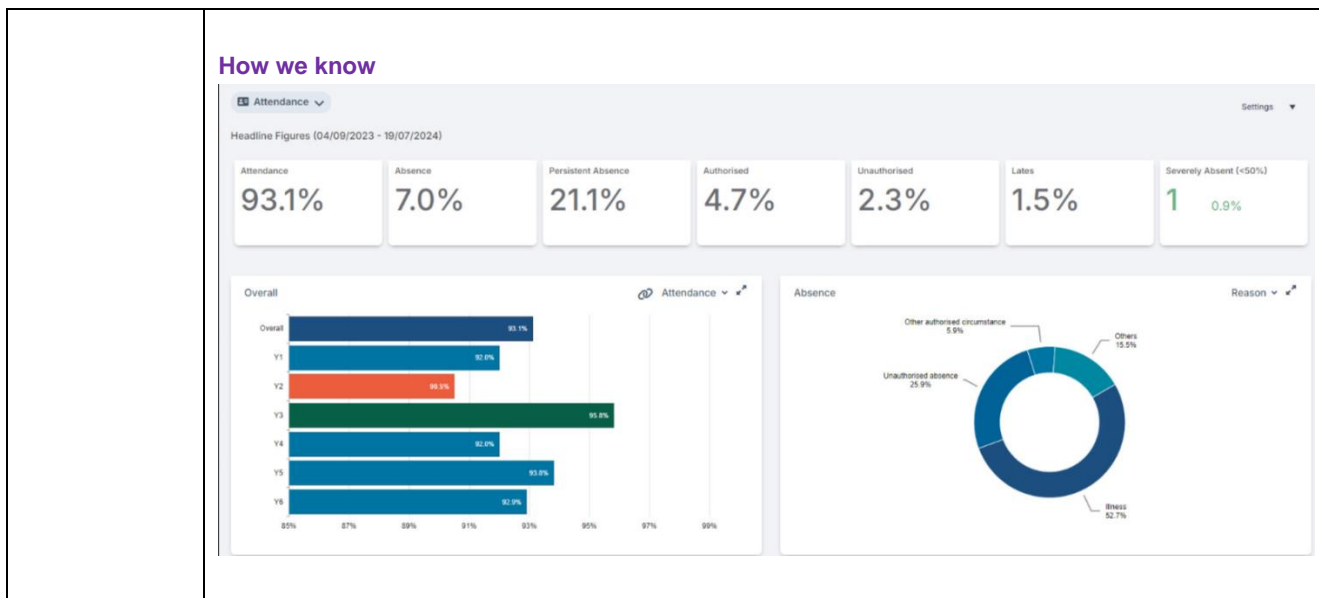 How we know
Attendance
Settings
Headline Figures (04/09/2023 - 19/07/2024)
Attendance
93.1%
Absence
7.0%
Persistent Absence
21.1%
Authorised
4.7%
Unauthorised
2.3%
Lates
1.5%
Severely Absent (<50%)
1 0.9%
Overall
Attendance
Overall
93.1%
Y1
92.0%
Y2
Y3
95.8%
Y4
92.0%
Y5
93.8%
Y6
92.9%
85% 87% 89% 91% 93% 95% 97% 99%
Absence
Reason
Other authorised circumstance
5.9%
Others
15.5%
Unauthorised absence
25.9%
Illness
52.7%